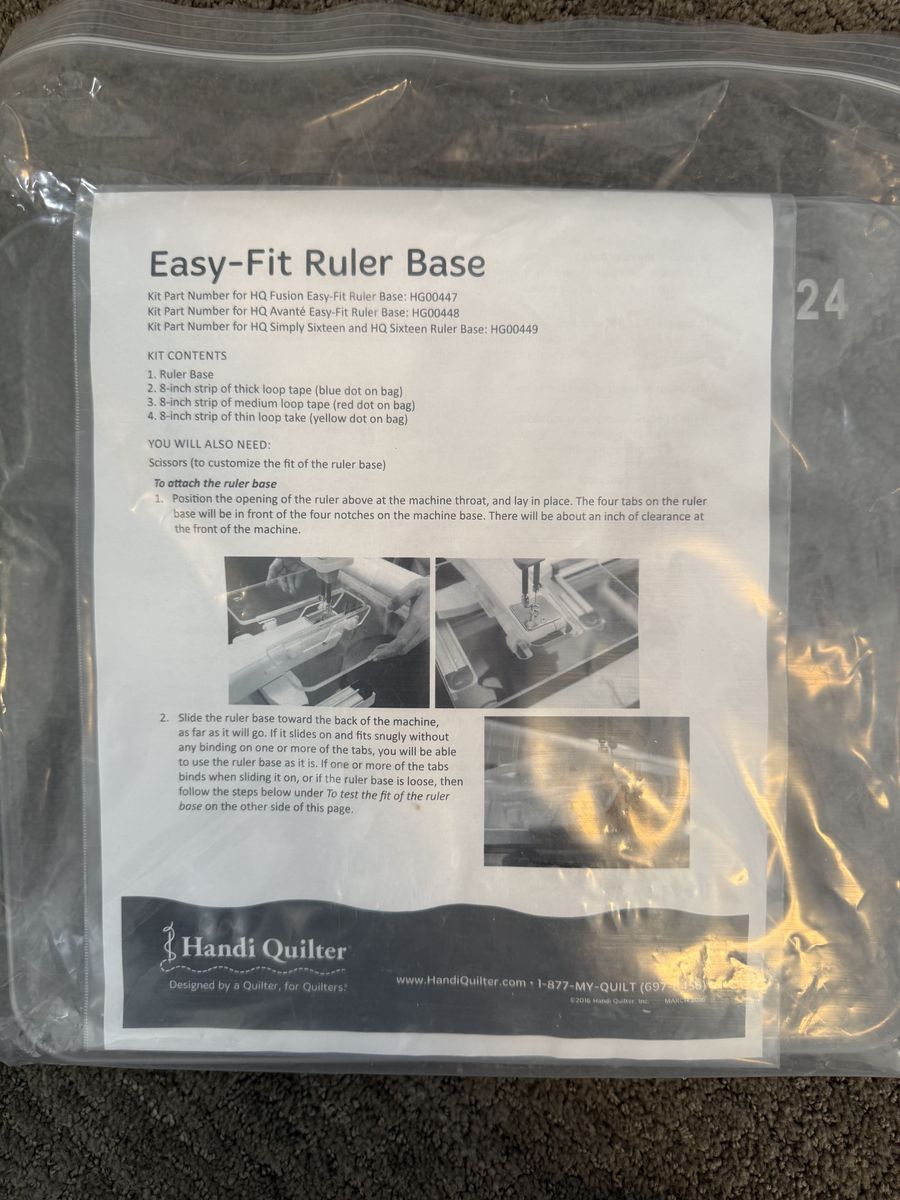 Easy-Fit Ruler Base
Kit Part Number for HQ Fusion Easy-Fit Ruler Base: HG00447
Kit Part Number for HQ Avanté Easy-Fit Ruler Base: HG00448
Kit Part Number for HQ Simply Sixteen and HQ Sixteen Ruler Base: HG00449
24
KIT CONTENTS
1. Ruler Base
2. 8-inch strip of thick loop tape (blue dot on bag)
3. 8-inch strip of medium loop tape (red dot on bag)
4. 8-inch strip of thin loop take (yellow dot on bag)
YOU WILL ALSO NEED:
Scissors (to customize the fit of the ruler base)
To attach the ruler base
1. Position the opening of the ruler above at the machine throat, and lay in place. The four tabs on the ruler
base will be in front of the four notches on the machine base. There will be about an inch of clearance at
the front of the machine.
2. Slide the ruler base toward the back of the machine,
as far as it will go. If it slides on and fits snugly without
any binding on one or more of the tabs, you will be able
to use the ruler base as it is. If one or more of the tabs
binds when sliding it on, or if the ruler base is loose, then
follow the steps below under To test the fit of the ruler
base on the other side of this page.
Handi Quilter
Designed by a Quilter, for Quilters.®
www.HandiQuilter.com • 1-877-MY-QUILT (697-
©2016 Handi Quilter, Inc. MARCH